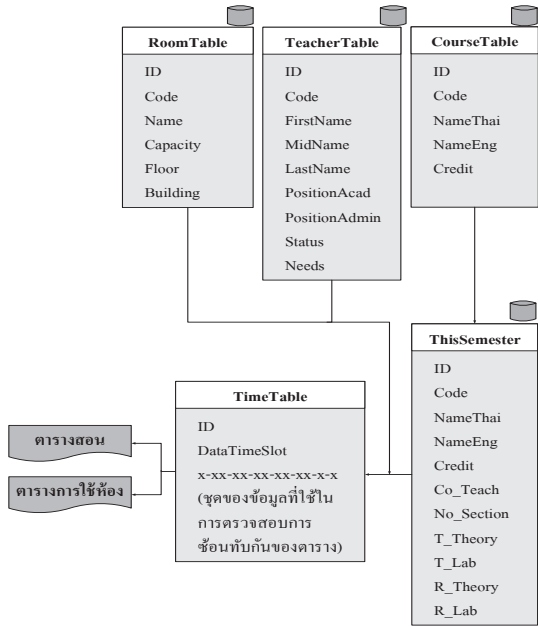 RoomTable
ID
Code
Name
Capacity
Floor
Building
TeacherTable
ID
Code
FirstName
MidName
LastName
PositionAcad
PositionAdmin
Status
Needs
CourseTable
ID
Code
NameThai
NameEng
Credit
ThisSemester
ID
Code
NameThai
NameEng
Credit
Co_Teach
No_Section
T_Theory
T_Lab
R_Theory
R_Lab
TimeTable
ID
DataTimeSlot
x-xx-xx-xx-xx-xx-x-x
(ชุดของข้อมูลที่ใช้ใน
การตรวจสอบการ
ซ้อนทับกันของตาราง)
ตารางสอน
ตารางการใช้ห้อง